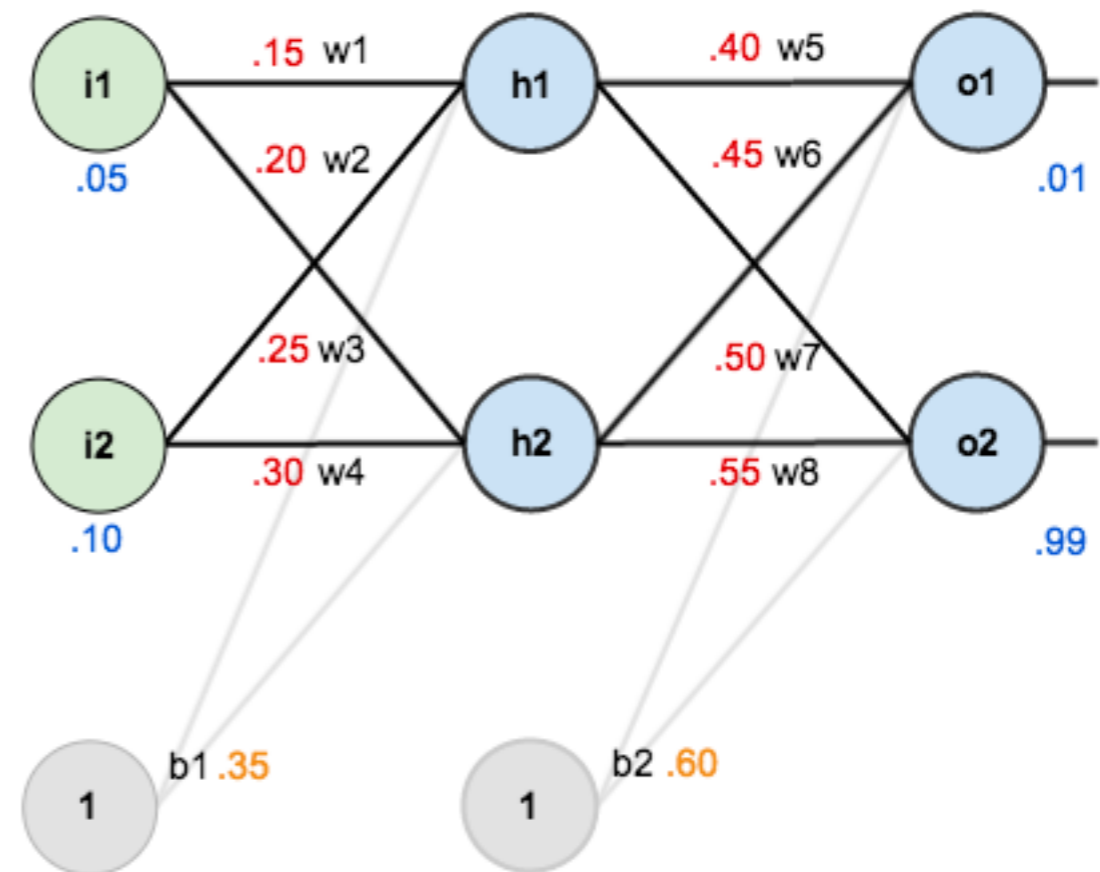 .15 w1
.40 w5
i1
h1
o1
.20 w2
.45 w6
.05
.01
.25 w3
.50 w7
i2
h2
o2
.30 w4
.55 w8
.10
.99
b1 .35
b2 .60
1
1